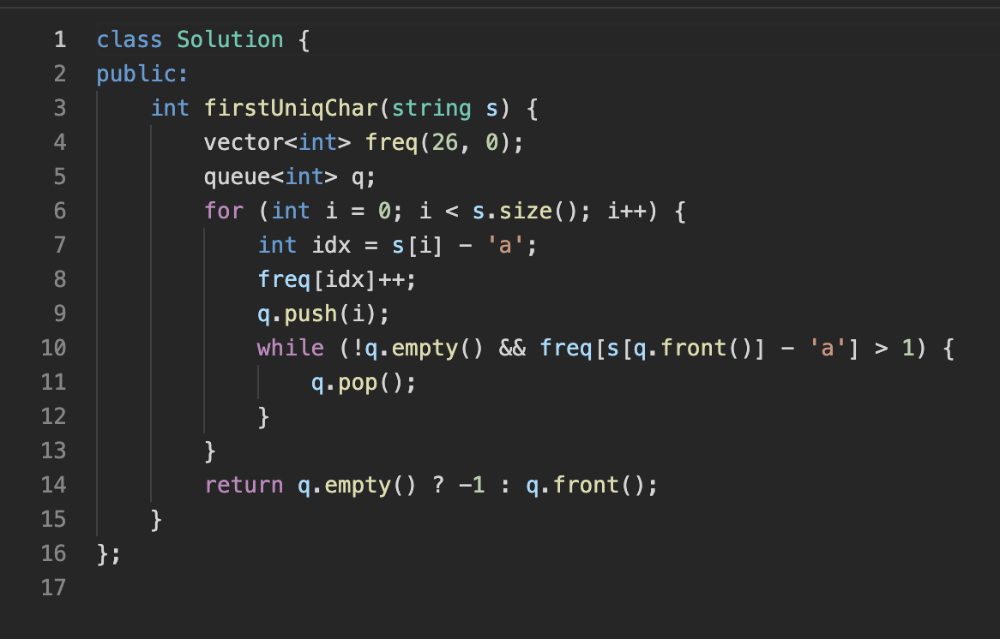 1 class Solution {
2 public:
3     int firstUniqChar(string s) {
4         vector<int> freq(26, 0);
5         queue<int> q;
6         for (int i = 0; i < s.size(); i++) {
7             int idx = s[i] - 'a';
8             freq[idx]++;
9             q.push(i);
10             while (!q.empty() && freq[s[q.front()] - 'a'] > 1) {
11                 q.pop();
12             }
13         }
14         return q.empty() ? -1 : q.front();
15     }
16 };
17